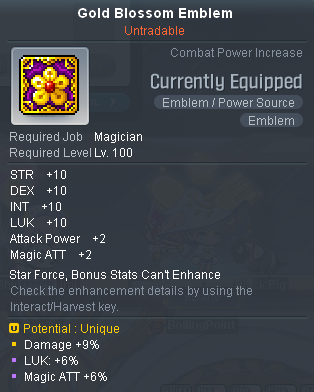 Gold Blossom Emblem
Untradable
Combat Power Increase
Currently Equipped
Emblem / Power Source
Emblem
Required Job Magician
Required Level Lv. 100
STR +10
DEX +10
INT +10
LUK +10
Attack Power +2
Magic ATT +2
Star Force, Bonus Stats Can't Enhance
Check the enhancement details by using the
Interact/Harvest key.
U Potential : Unique
Damage +9%
LUK: +6%
Magic ATT +6%